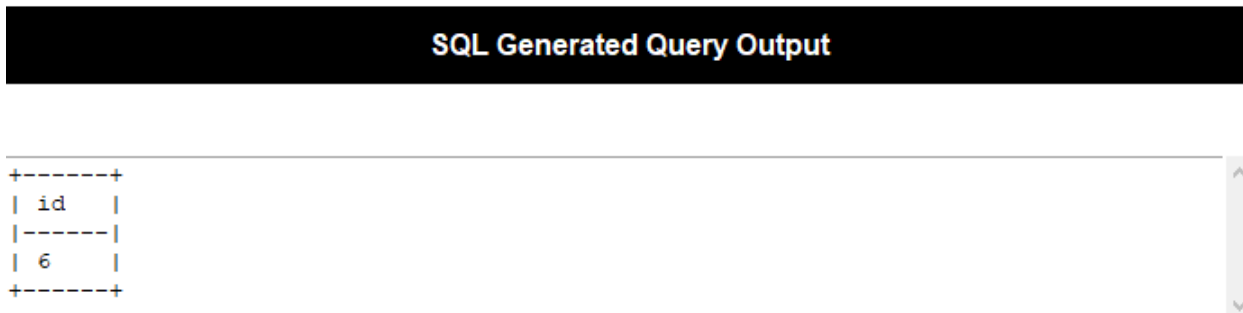 SQL Generated Query Output
+------+
| id   |
|------|
| 6    |
+------+